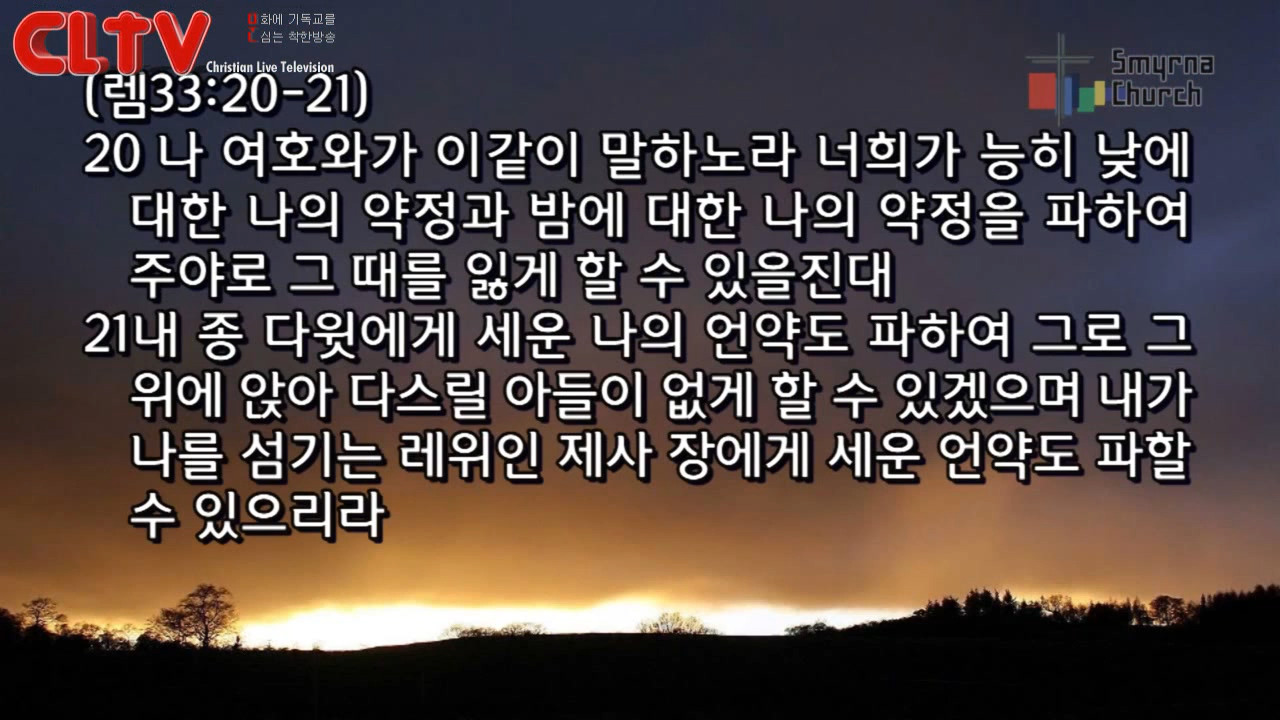 CLTV
문화에 기독교를
심는 착한방송
Christian Live Television
Smyrna
Church
(렘33:20-21)
20 나 여호와가 이같이 말하노라 너희가 능히 낮에
대한 나의 약정과 밤에 대한 나의 약정을 파하여
주야로 그 때를 잃게 할 수 있을진대
21내 종 다윗에게 세운 나의 언약도 파하여 그로 그
위에 앉아 다스릴 아들이 없게 할 수 있겠으며 내가
나를 섬기는 레위인 제사 장에게 세운 언약도 파할
수 있으리라